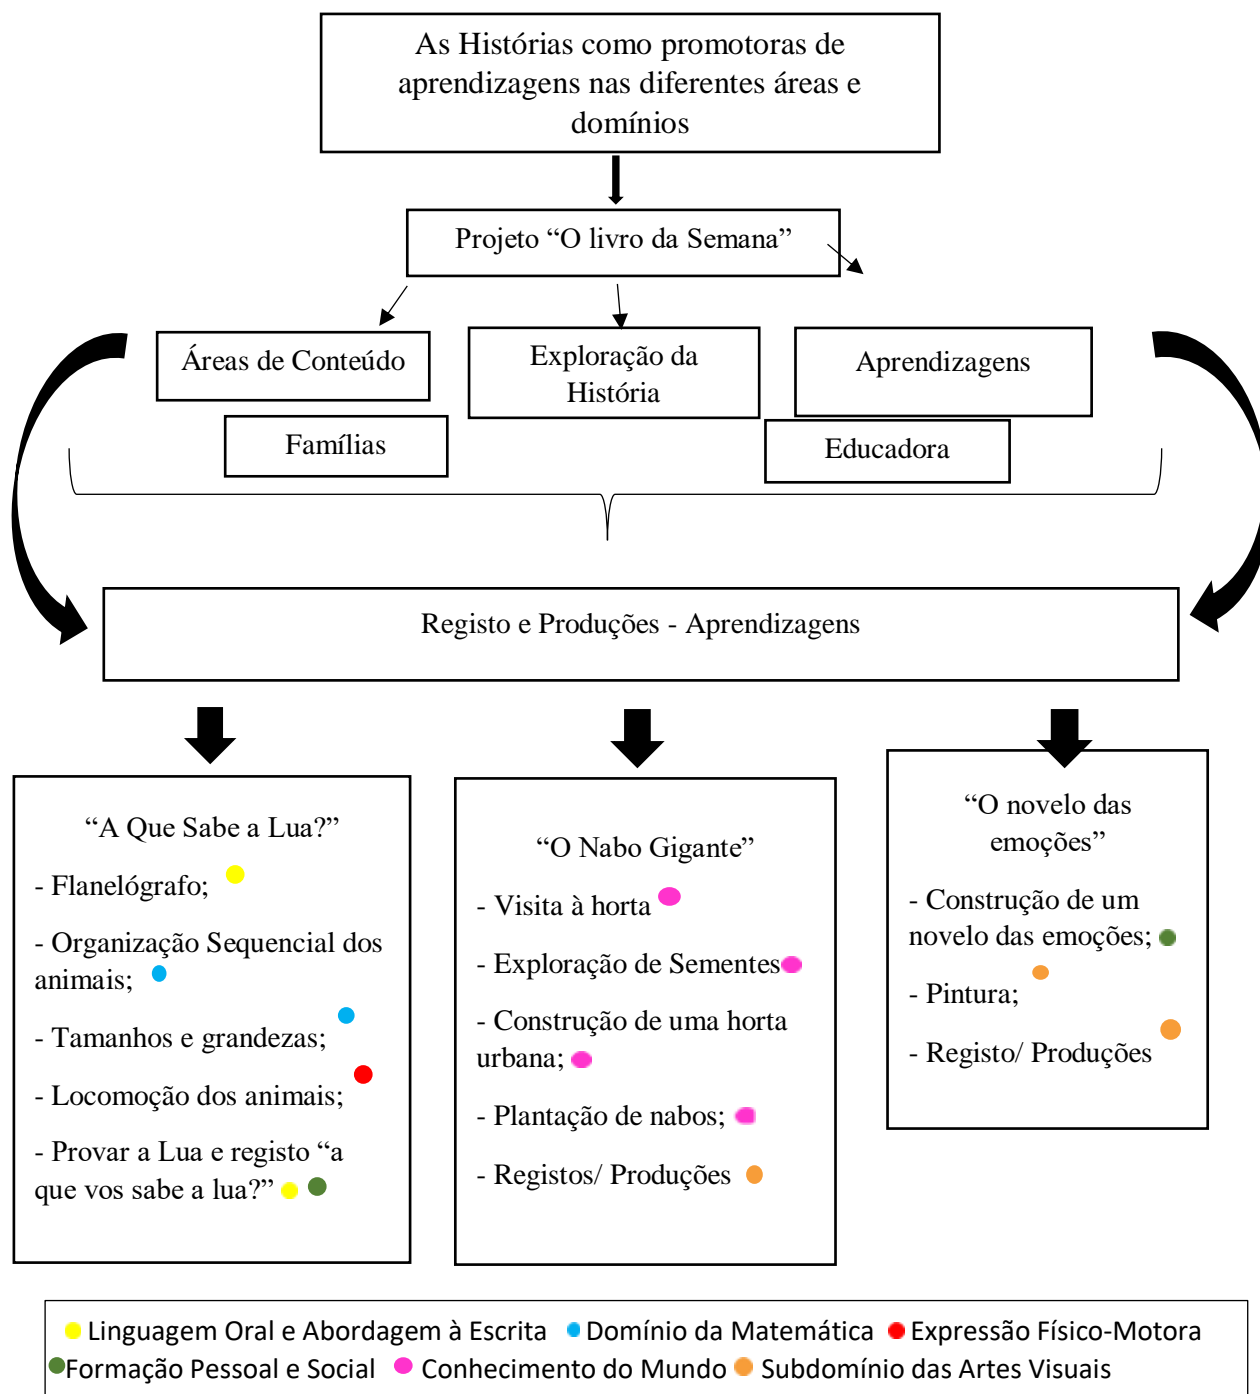 As Histórias como promotoras de
aprendizagens nas diferentes áreas e
domínios
Projeto “O livro da Semana”
Áreas de Conteúdo
Exploração da
História
Aprendizagens
Famílias
Educadora
Registo e Produções - Aprendizagens
“A Que Sabe a Lua?”
- Flanelógrafo;
- Organização Sequencial dos
animais;
- Tamanhos e grandezas;
- Locomoção dos animais;
- Provar a Lua e registo “a
que vos sabe a lua?”
“O Nabo Gigante”
- Visita à horta
- Exploração de Sementes
- Construção de uma horta
urbana;
- Plantação de nabos;
- Registos/ Produções
“O novelo das
emoções”
- Construção de um
novelo das emoções;
- Pintura;
- Registo/ Produções
Linguagem Oral e Abordagem à Escrita Domínio da Matemática Expressão Físico-Motora
Formação Pessoal e Social Conhecimento do Mundo Subdomínio das Artes Visuais